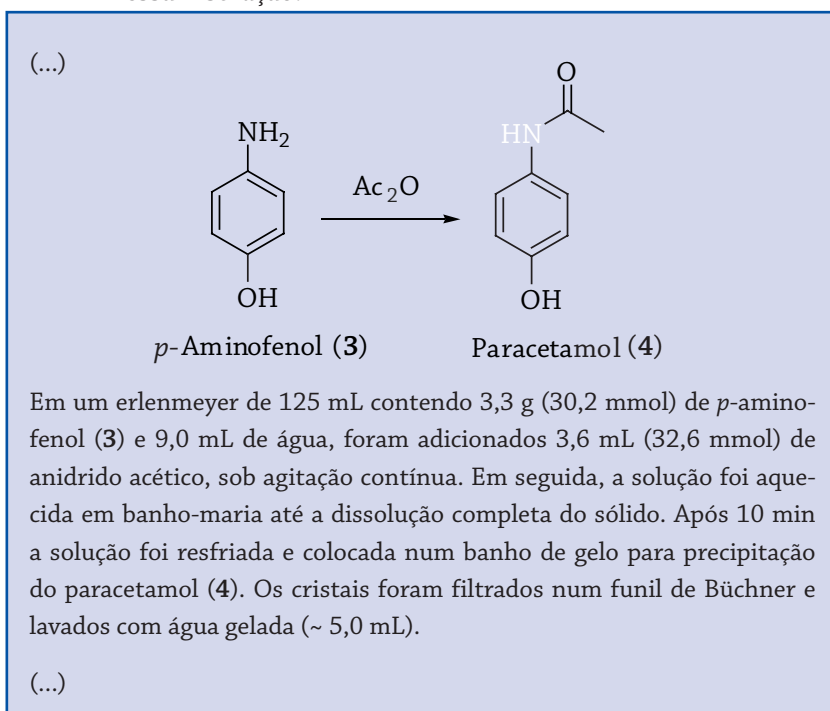 (...)
O
NH₂
HN
Ac₂O
OH
OH
p-Aminofenol (3)
Paracetamol (4)
Em um erlenmeyer de 125 mL contendo 3,3 g (30,2 mmol) de p-amino-
fenol (3) e 9,0 mL de água, foram adicionados 3,6 mL (32,6 mmol) de
anidrido acético, sob agitação contínua. Em seguida, a solução foi aque-
cida em banho-maria até a dissolução completa do sólido. Após 10 min
a solução foi resfriada e colocada num banho de gelo para precipitação
do paracetamol (4). Os cristais foram filtrados num funil de Büchner e
lavados com água gelada (~ 5,0 mL).
(...)